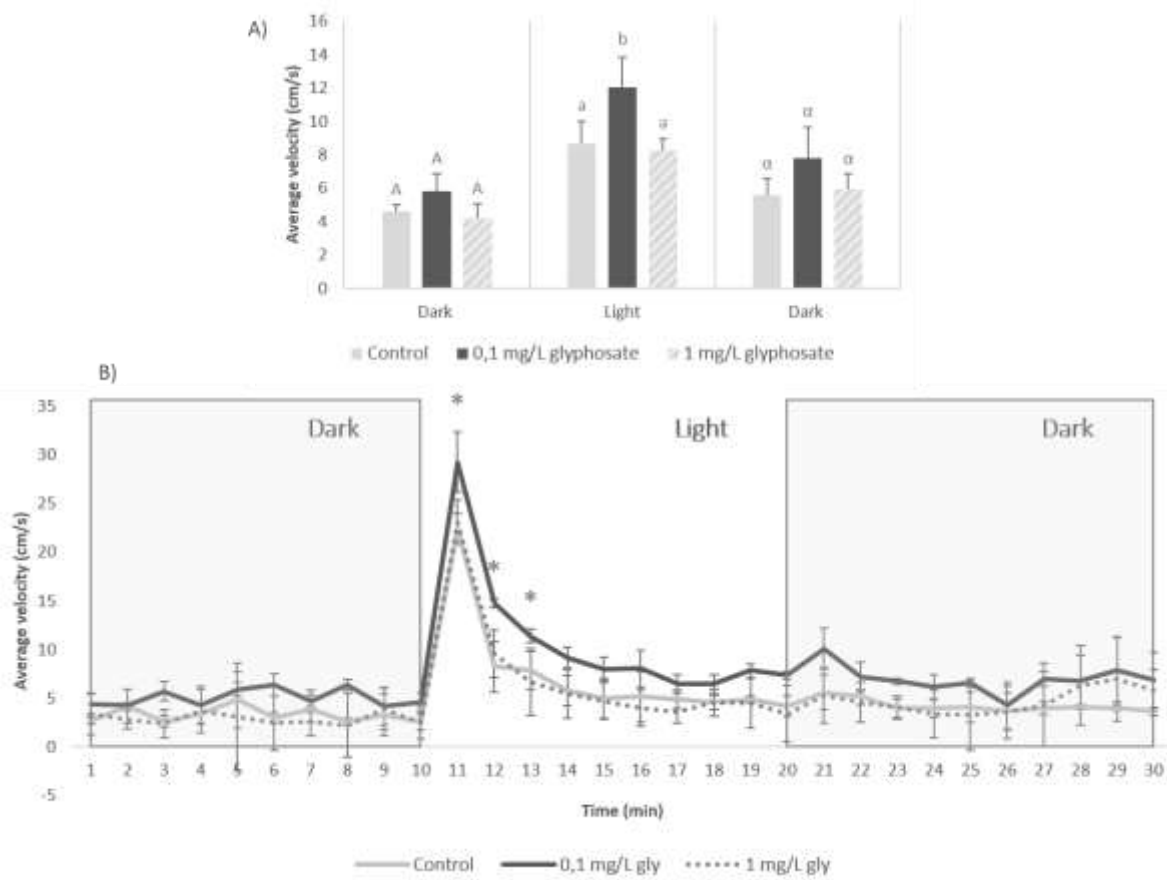 A)
Average velocity (cm/s)
16
14
12
10
8
6
4
2
0
A
A
A
a
b
a
α
α
α
Dark
Light
Dark
Control
0,1 mg/L glyphosate
1 mg/L glyphosate
B)
Average velocity (cm/s)
35
30
25
20
15
10
5
0
-5
Dark
Light
Dark
*
*
*
1 2 3 4 5 6 7 8 9 10 11 12 13 14 15 16 17 18 19 20 21 22 23 24 25 26 27 28 29 30
Time (min)
Control
0,1 mg/L gly
1 mg/L gly